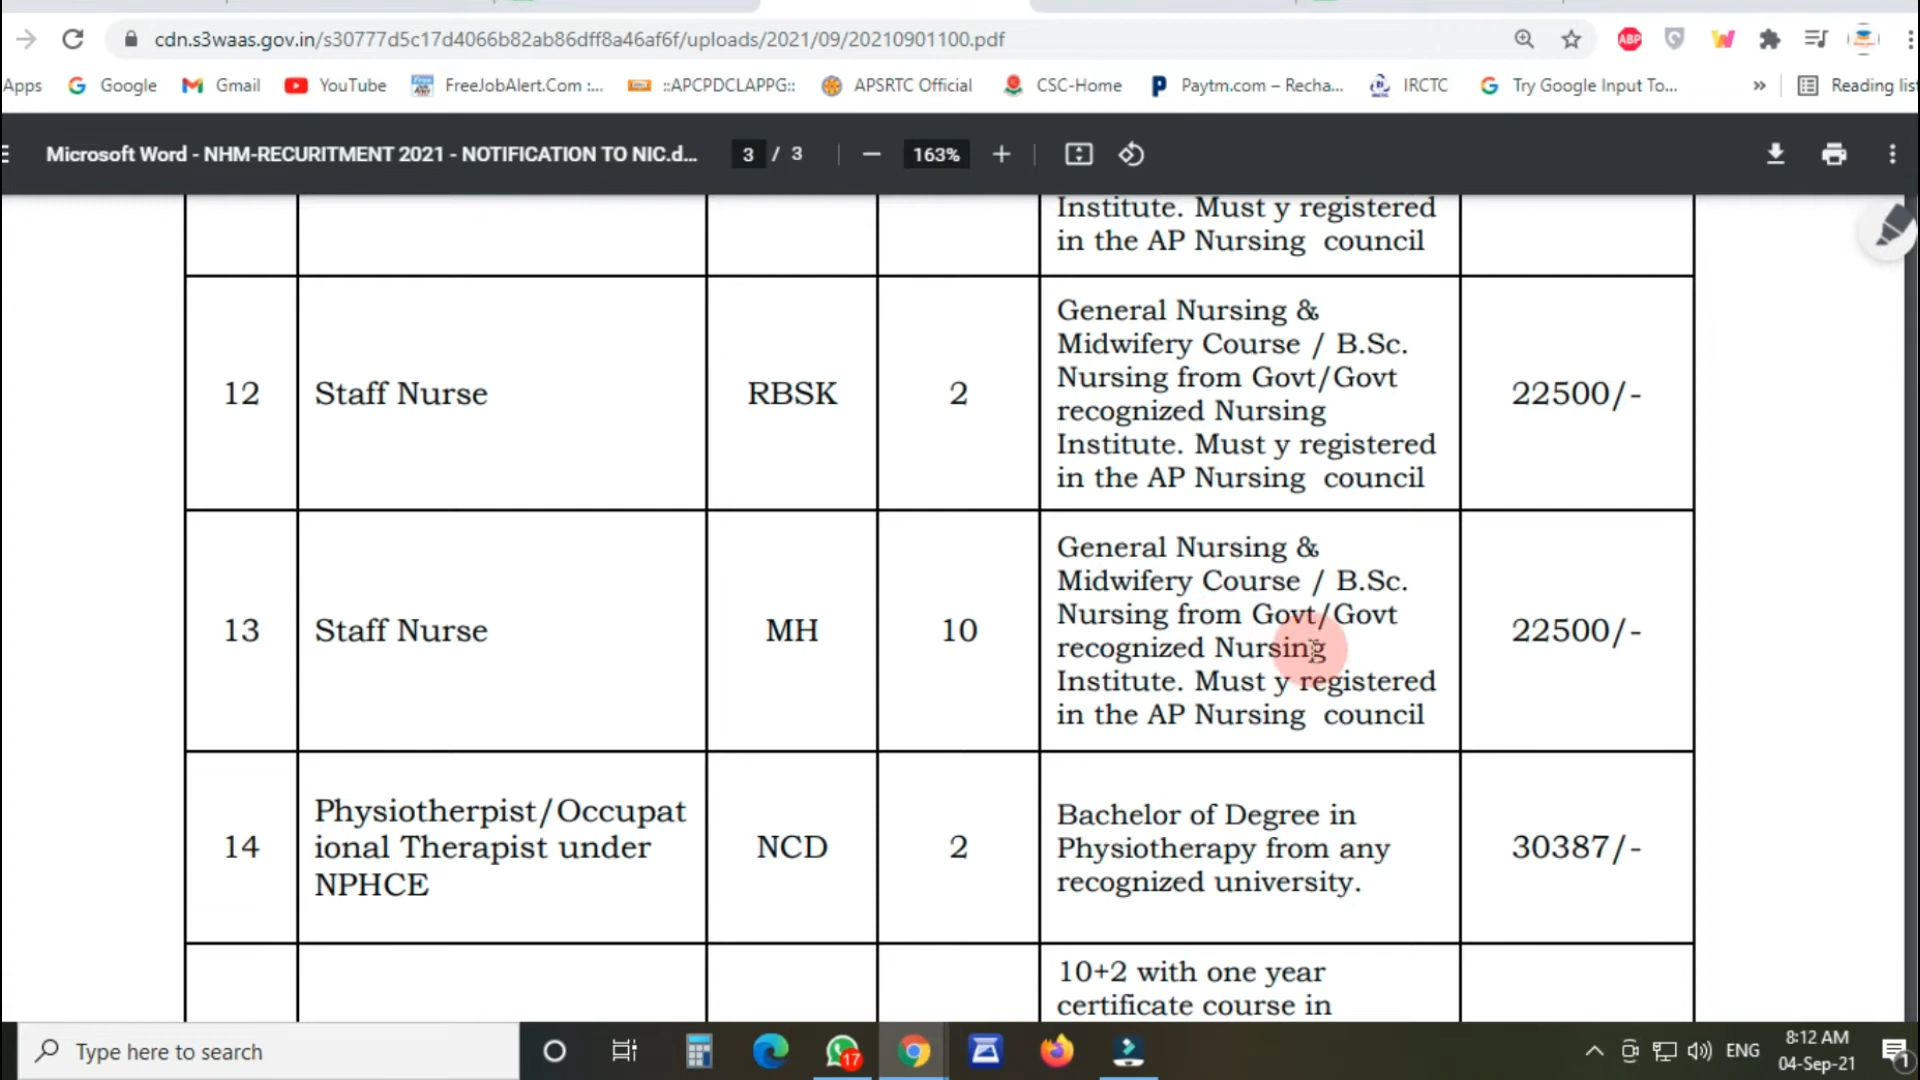 cdn.s3waas.gov.in/s30777d5c17d4066b82ab86dff8a46af6f/uploads/2021/09/20210901100.pdf
ABP
Apps Google Gmail YouTube FreeJobAlert.Com :... ::APCPDCLAPPG:: APSRTC Official CSC-Home Paytm.com – Recha... IRCTC Try Google Input To... » Reading list
Microsoft Word - NHM-RECURITMENT 2021 - NOTIFICATION TO NIC.d... 3 / 3 — 163% +
Institute. Must y registered
in the AP Nursing council
12
Staff Nurse
RBSK
2
General Nursing &
Midwifery Course / B.Sc.
Nursing from Govt/Govt
recognized Nursing
Institute. Must y registered
in the AP Nursing council
22500/-
13
Staff Nurse
MH
10
General Nursing &
Midwifery Course / B.Sc.
Nursing from Govt/Govt
recognized Nursing
Institute. Must y registered
in the AP Nursing council
22500/-
14
Physiotherpist/Occupat
ional Therapist under
NPHCE
NCD
2
Bachelor of Degree in
Physiotherapy from any
recognized university.
30387/-
10+2 with one year
certificate course in
Type here to search
17
ENG
8:12 AM
04-Sep-21
1